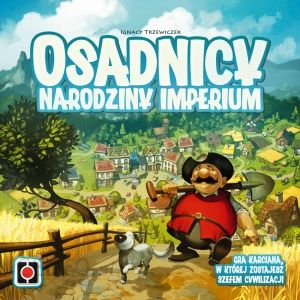 IGNACY TRZEWICZEK
OSADNICY
NARODZINY IMPERIUM
GRA KARCIANA,
W KTÓREJ ZOSTAJESZ
SZEFEM CYWILIZACJI